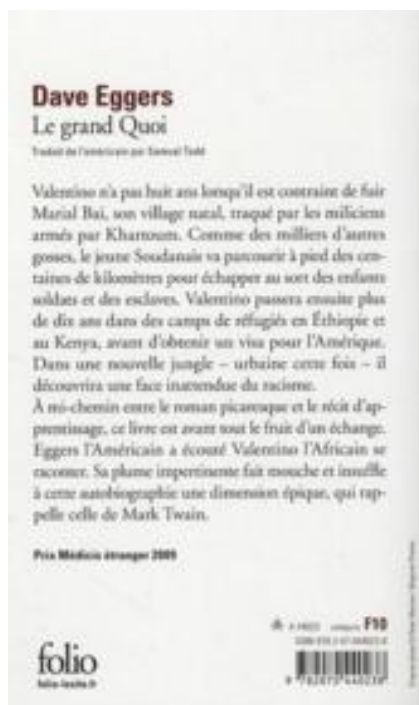 Dave Eggers
Le grand Quoi
Traduit de l'américain par Samuel Todd
Valentino n'a pas huit ans lorsqu'il est contraint de fuir
Marial Bai, son village natal, traqué par les miliciens
armés par Khartoum. Comme des milliers d'autres
gosses, le jeune Soudanais va parcourir à pied des cen-
taines de kilomètres pour échapper au sort des enfants
soldats et des esclaves. Valentino passera ensuite plus
de dix ans dans des camps de réfugiés en Éthiopie et
au Kenya, avant d'obtenir un visa pour l'Amérique.
Dans une nouvelle jungle – urbaine cette fois – il
découvrira une face inattendue du racisme.
À mi-chemin entre le roman picaresque et le récit d'ap-
prentissage, ce livre est avant tout le fruit d'un échange.
Eggers l'Américain a écouté Valentino l'Africain se
raconter. Sa plume impertinente fait mouche et insuffle
à cette autobiographie une dimension épique, qui rap-
pelle celle de Mark Twain.
Prix Médicis étranger 2009
F10
folio
folio-lesite.fr
9 782070 440238